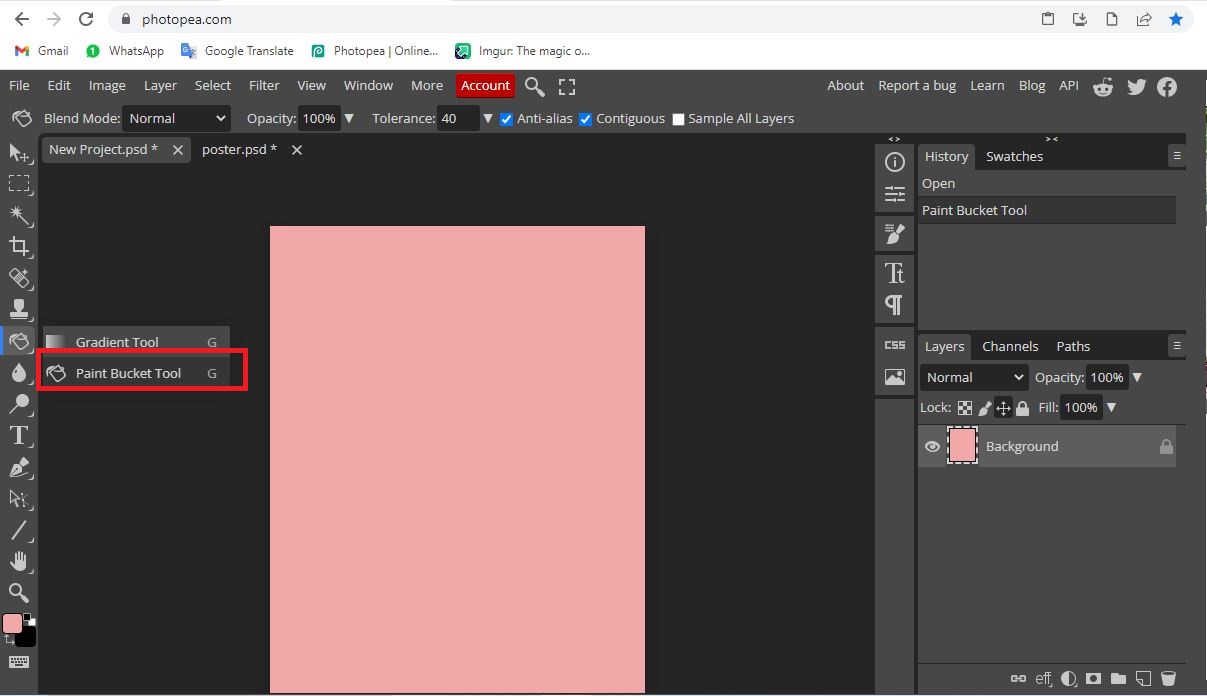 photopea.com
Gmail WhatsApp Google Translate Photopea | Online... Imgur: The magic o...
File Edit Image Layer Select Filter View Window More Account About Report a bug Learn Blog API
Blend Mode: Normal Opacity: 100% Tolerance: 40 Anti-alias Contiguous Sample All Layers
New Project.psd * poster.psd *
History Swatches
Open
Paint Bucket Tool
Gradient Tool G
Paint Bucket Tool G
CSS
Layers Channels Paths
Normal Opacity: 100%
Lock: Fill: 100%
Background
eff